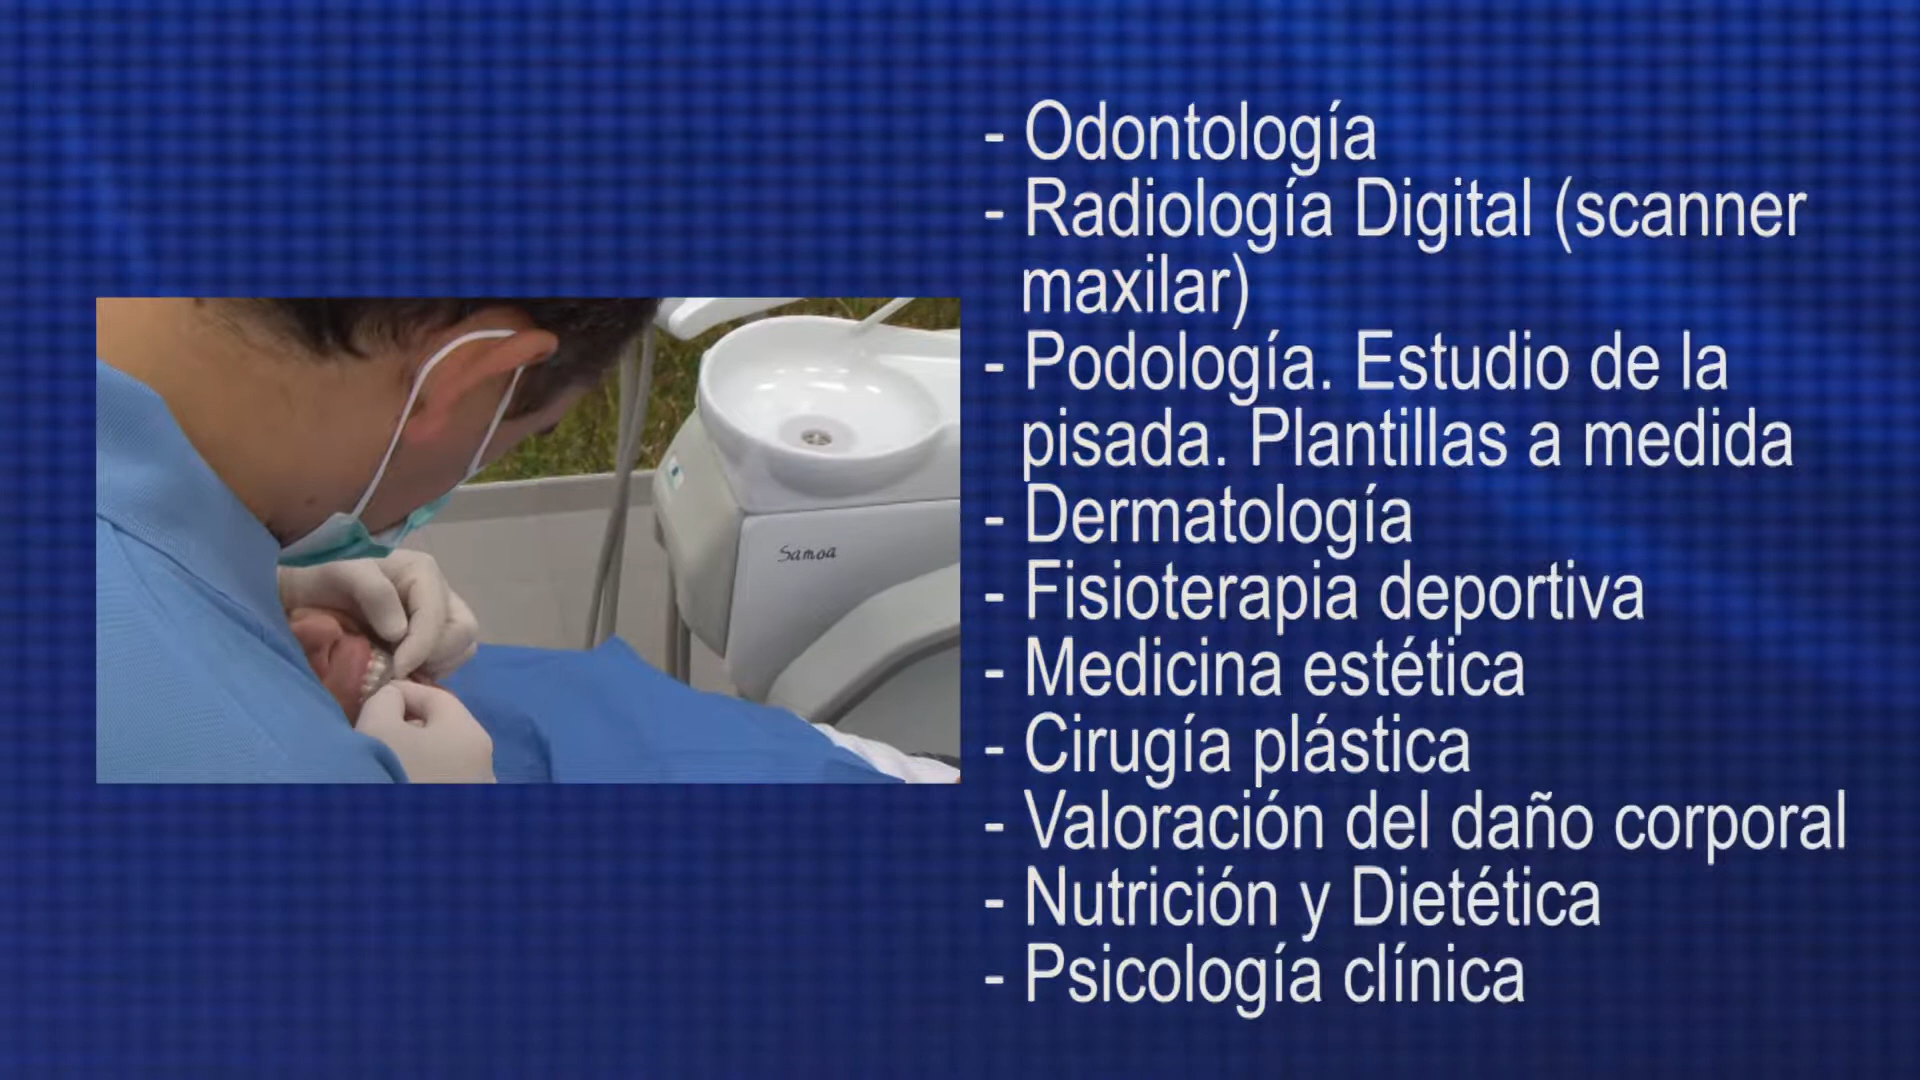 - Odontología
- Radiología Digital (scanner
maxilar)
- Podología. Estudio de la
pisada. Plantillas a medida
- Dermatología
- Fisioterapia deportiva
- Medicina estética
- Cirugía plástica
- Valoración del daño corporal
- Nutrición y Dietética
- Psicología clínica
Samoa